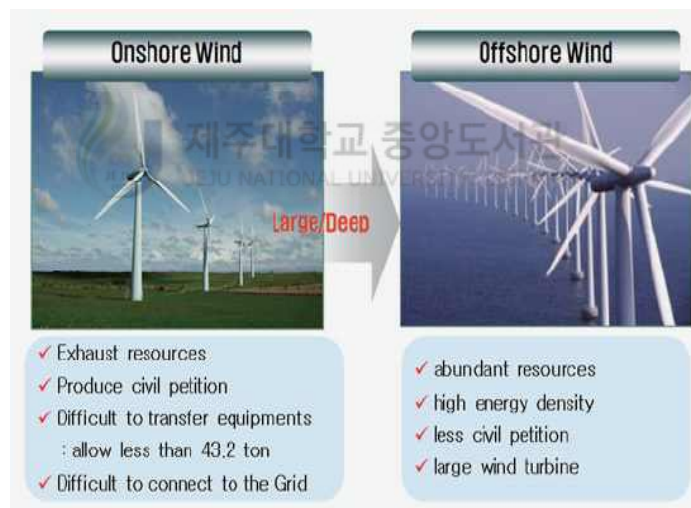 Onshore Wind
Offshore Wind
제주대학교 중앙도서관
JEJU NATIONAL UNIVERSITY
Large/Deep
✓ Exhaust resources
✓ Produce civil petition
✓ Difficult to transfer equipments
: allow less than 43.2 ton
✓ Difficult to connect to the Grid
✓ abundant resources
✓ high energy density
✓ less civil petition
✓ large wind turbine